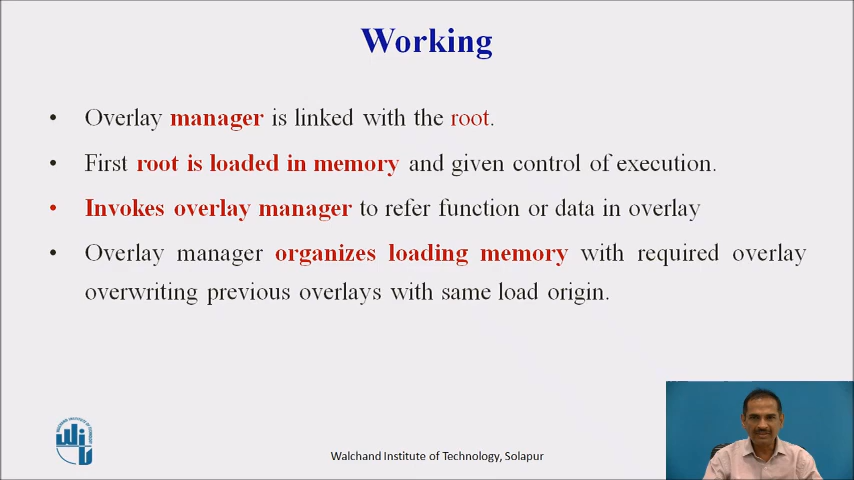 Working
• Overlay manager is linked with the root.
• First root is loaded in memory and given control of execution.
• Invokes overlay manager to refer function or data in overlay
• Overlay manager organizes loading memory with required overlay
overwriting previous overlays with same load origin.
Walchand Institute of Technology, Solapur